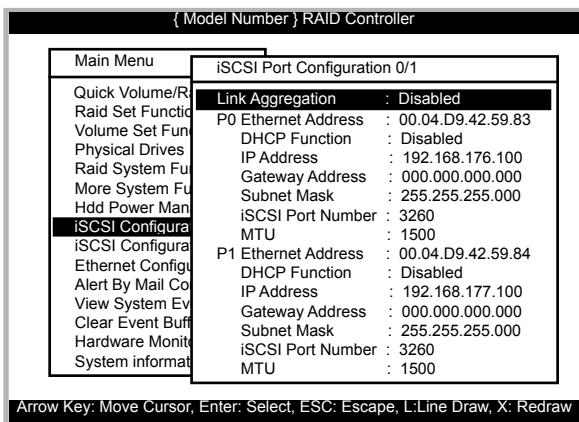 { Model Number } RAID Controller
Main Menu
Quick Volume/R
Raid Set Functio
Volume Set Fun
Physical Drives
Raid System Fu
More System Fu
Hdd Power Man
iSCSI Configura
iSCSI Configura
Ethernet Configu
Alert By Mail Co
View System Ev
Clear Event Buff
Hardware Monito
System informat
iSCSI Port Configuration 0/1
Link Aggregation : Disabled
P0 Ethernet Address : 00.04.D9.42.59.83
DHCP Function : Disabled
IP Address : 192.168.176.100
Gateway Address : 000.000.000.000
Subnet Mask : 255.255.255.000
iSCSI Port Number : 3260
MTU : 1500
P1 Ethernet Address : 00.04.D9.42.59.84
DHCP Function : Disabled
IP Address : 192.168.177.100
Gateway Address : 000.000.000.000
Subnet Mask : 255.255.255.000
iSCSI Port Number : 3260
MTU : 1500
Arrow Key: Move Cursor, Enter: Select, ESC: Escape, L:Line Draw, X: Redraw